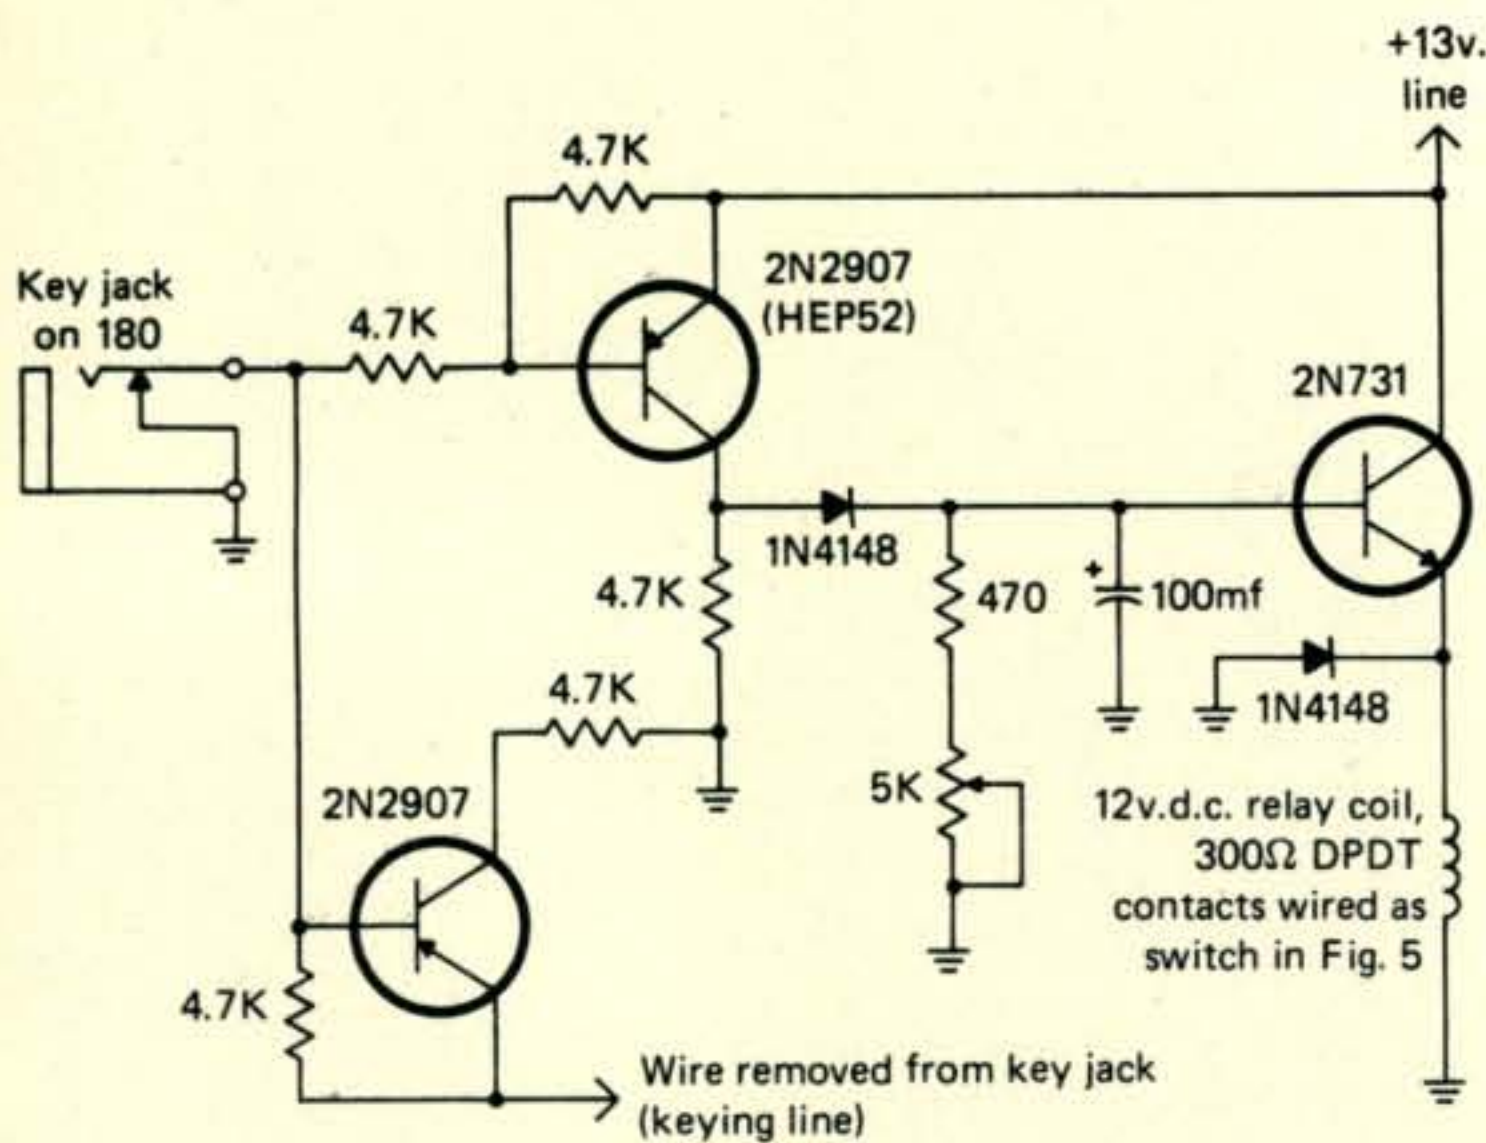 +13v.
line
4.7K
2N2907
(HEP52)
Key jack
on 180
4.7K
2N731
1N4148
4.7K
470
+
100mf
1N4148
4.7K
2N2907
5K
12v.d.c. relay coil,
300Ω DPDT
contacts wired as
switch in Fig. 5
4.7K
Wire removed from key jack
(keying line)